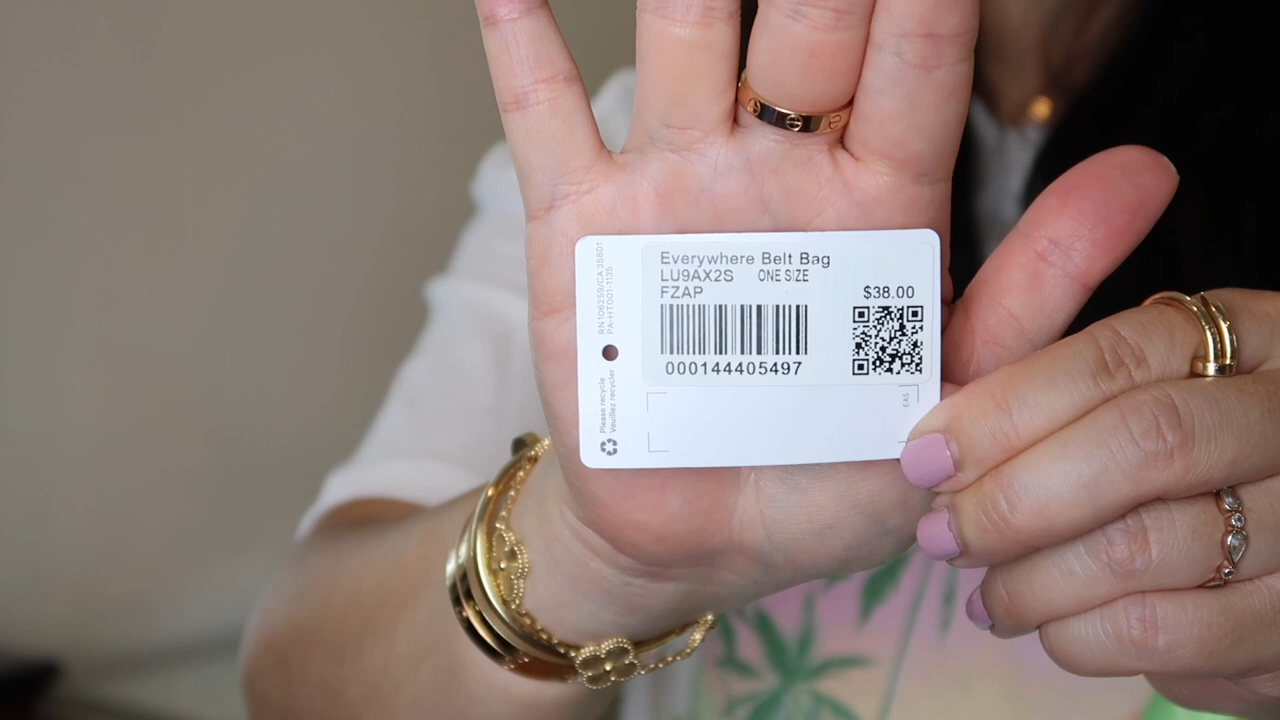 Everywhere Belt Bag
LU9AX2S ONE SIZE
FZAP
$38.00
000144405497
RN106259/CA35801
PA-HT001-1135
Please recycle
Veuillez recycler
EAS